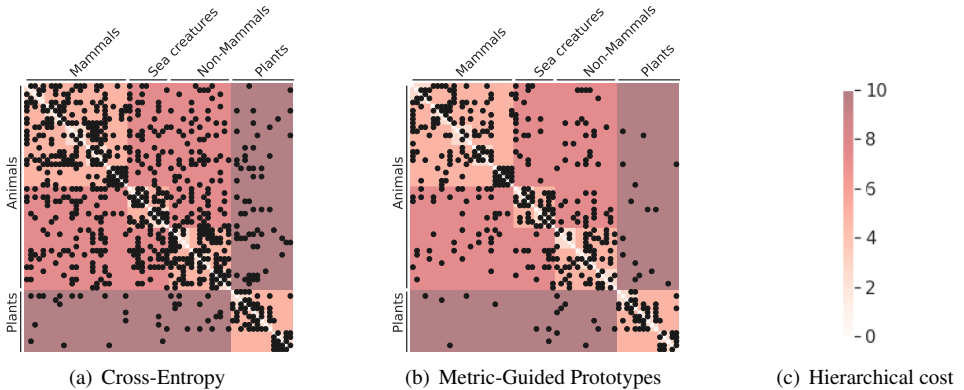 Mammals
Sea creatures
Non-Mammals
Plants
Animals
Plants
(a) Cross-Entropy
Mammals
Sea creatures
Non-Mammals
Plants
Animals
Plants
(b) Metric-Guided Prototypes
10
8
6
4
2
0
(c) Hierarchical cost